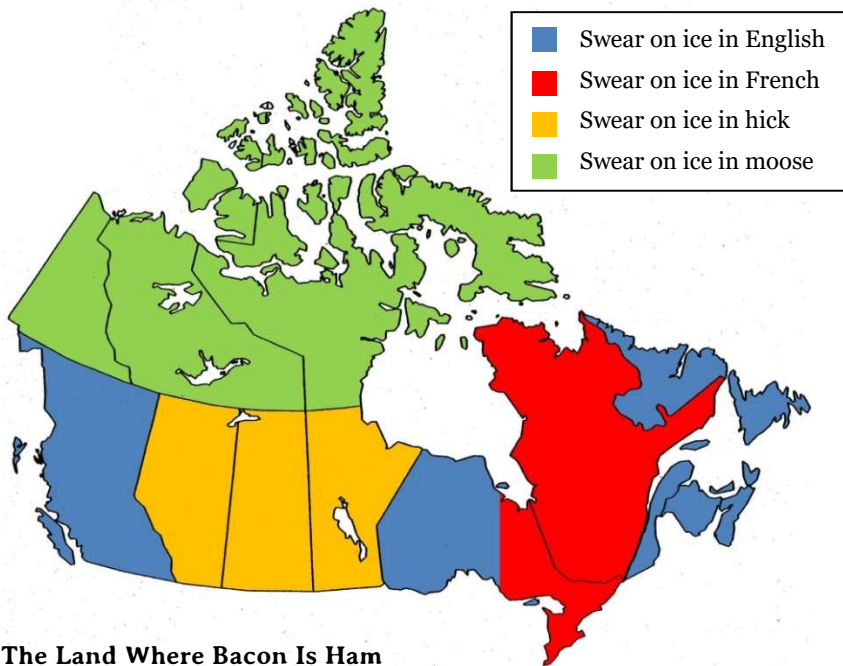 Swear on ice in English
Swear on ice in French
Swear on ice in hick
Swear on ice in moose
The Land Where Bacon Is Ham